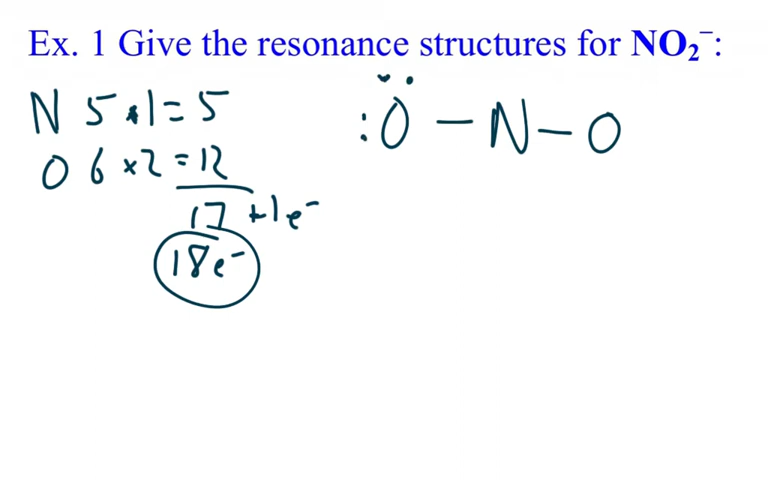 Ex. 1 Give the resonance structures for NO₂⁻:
N 5 × 1 = 5
O 6 × 2 = 12
17 + 1e⁻
18e⁻
:Ö — N — O